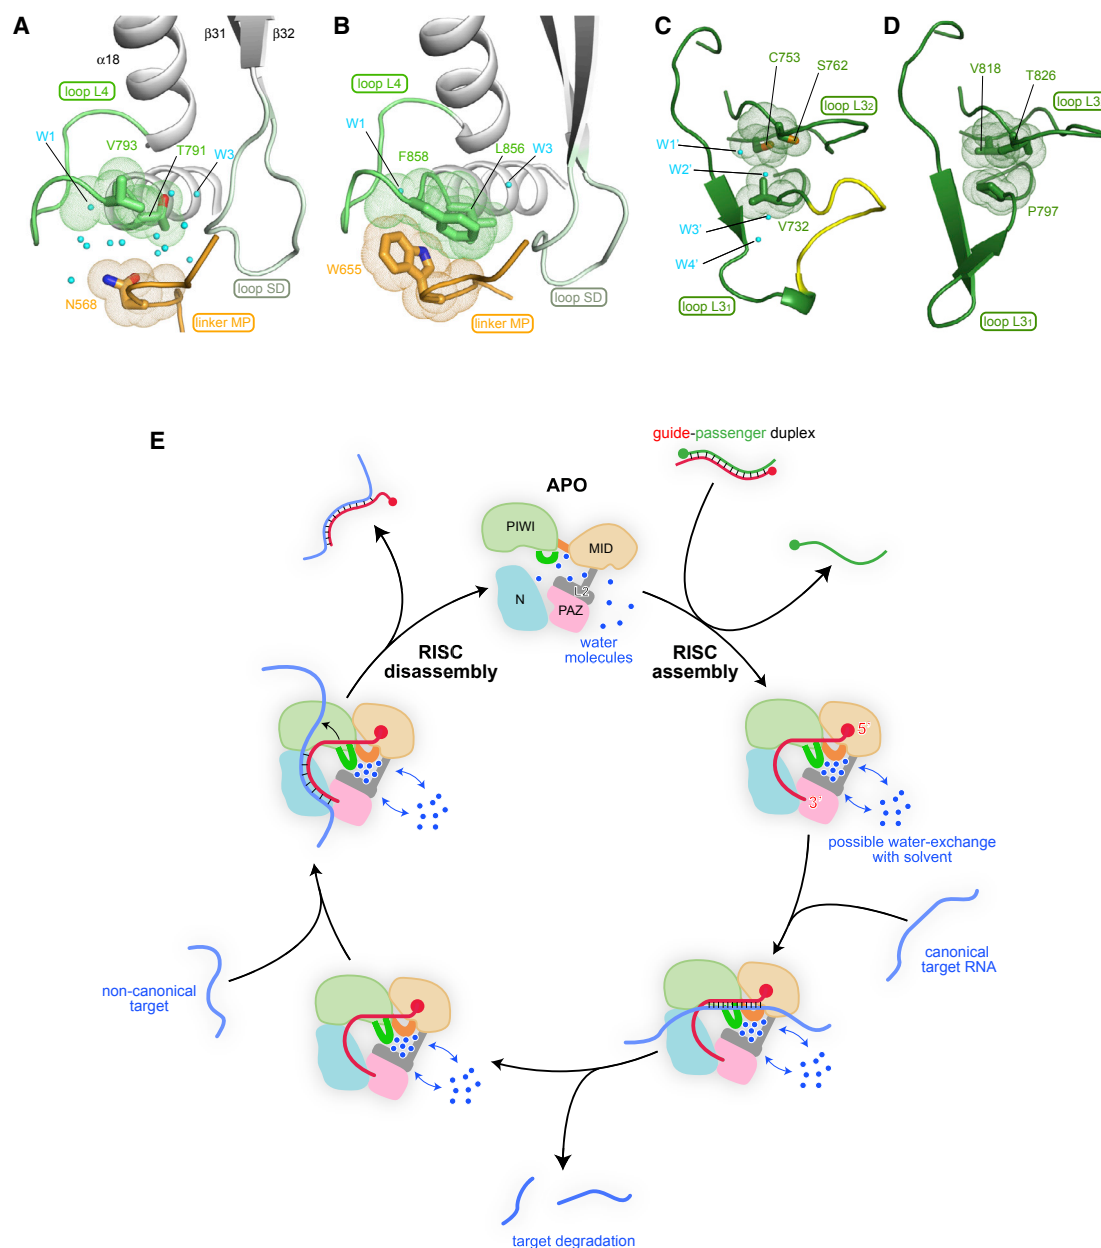 A
α18
β31
β32
loop L4
W1
V793
T791
W3
N568
loop SD
linker MP
B
loop L4
W1
F858
L856
W3
W655
loop SD
linker MP
C
C753
S762
loop L3₂
W1'
W2'
W3'
V732
W4'
loop L3₁
D
V818
T826
loop L3
P797
loop L3₁
E
guide-passenger duplex
APO
PIWI
MID
N
L2
PAZ
water
molecules
RISC
disassembly
RISC
assembly
5'
3'
possible water-exchange
with solvent
canonical
target RNA
non-canonical
target
target degradation